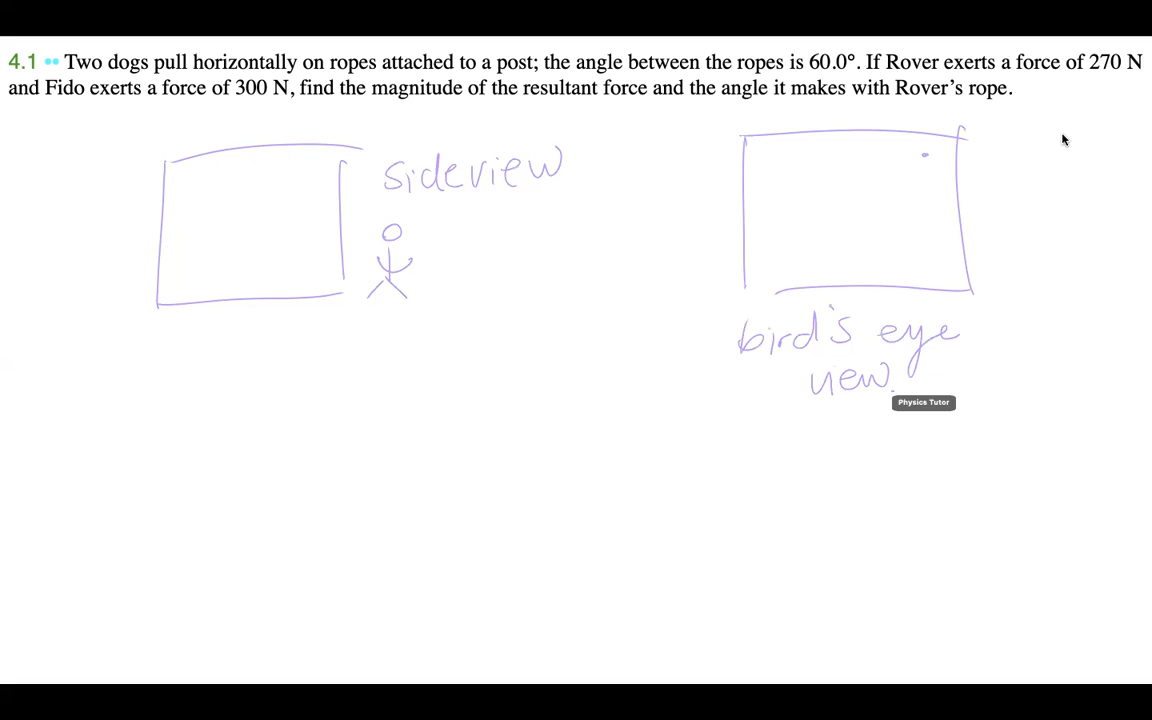 4.1 •• Two dogs pull horizontally on ropes attached to a post; the angle between the ropes is 60.0°. If Rover exerts a force of 270 N
and Fido exerts a force of 300 N, find the magnitude of the resultant force and the angle it makes with Rover's rope.
sideview
bird's eye
view.
Physics Tutor